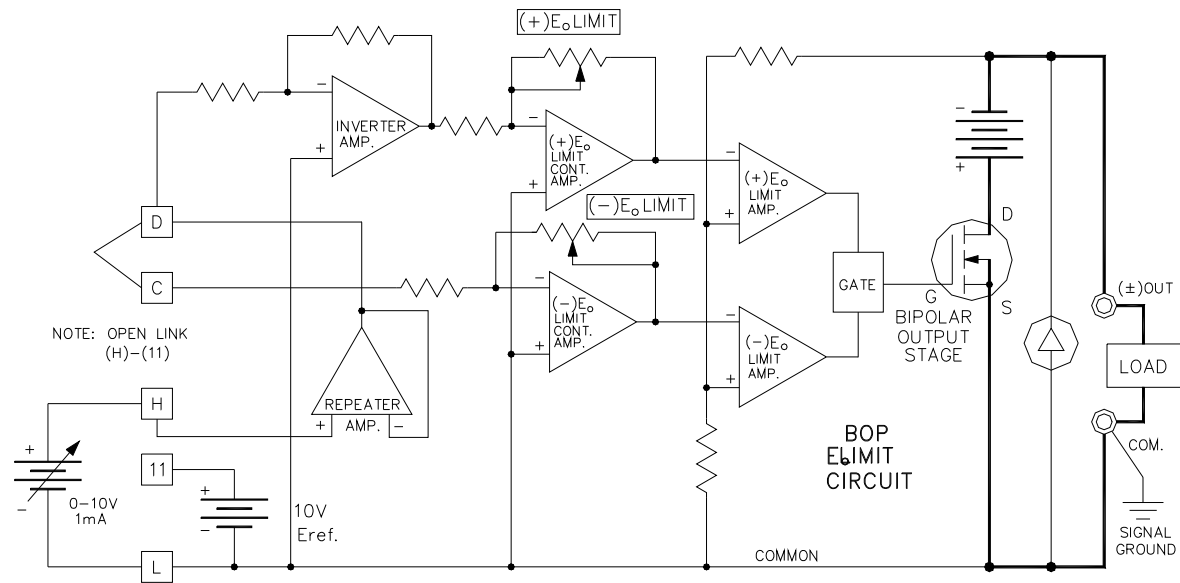 (+)EₒLIMIT
−
INVERTER
AMP.
+
−
(+)Eₒ
LIMIT
CONT.
AMP.
+
(−)EₒLIMIT
−
(+)Eₒ
LIMIT
AMP.
+
−
+
D
G
S
BIPOLAR
OUTPUT
STAGE
GATE
(±)OUT
LOAD
COM.
SIGNAL
GROUND
D
C
NOTE: OPEN LINK
(H)−(11)
−
(−)Eₒ
LIMIT
CONT.
AMP.
+
−
(−)Eₒ
LIMIT
AMP.
+
REPEATER
+ AMP. −
H
11
L
+
−
0−10V
1mA
+
−
10V
Eref.
BOP
EₒLIMIT
CIRCUIT
COMMON